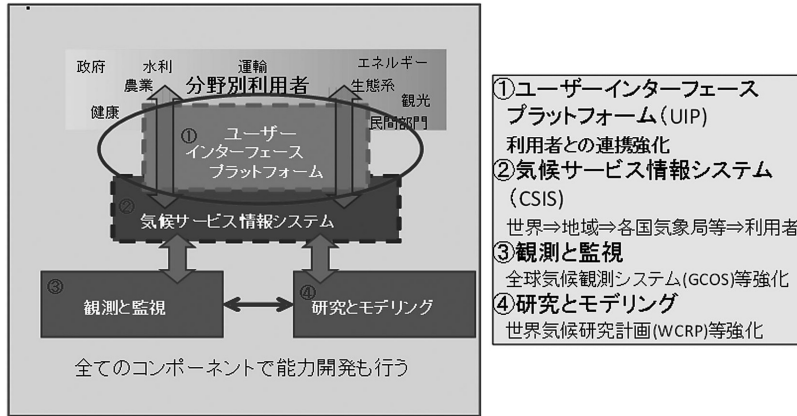 政府 水利 運輸 エネルギー
農業 分野別利用者 生態系
健康 観光
民間部門
① ユーザー
インターフェース
プラットフォーム
②
気候サービス情報システム
③
観測と監視
④
研究とモデリング
全てのコンポーネントで能力開発も行う
①ユーザーインターフェース
プラットフォーム(UIP)
利用者との連携強化
②気候サービス情報システム
(CSIS)
世界⇒地域⇒各国気象局等⇒利用者
③観測と監視
全球気候観測システム(GCOS)等強化
④研究とモデリング
世界気候研究計画(WCRP)等強化